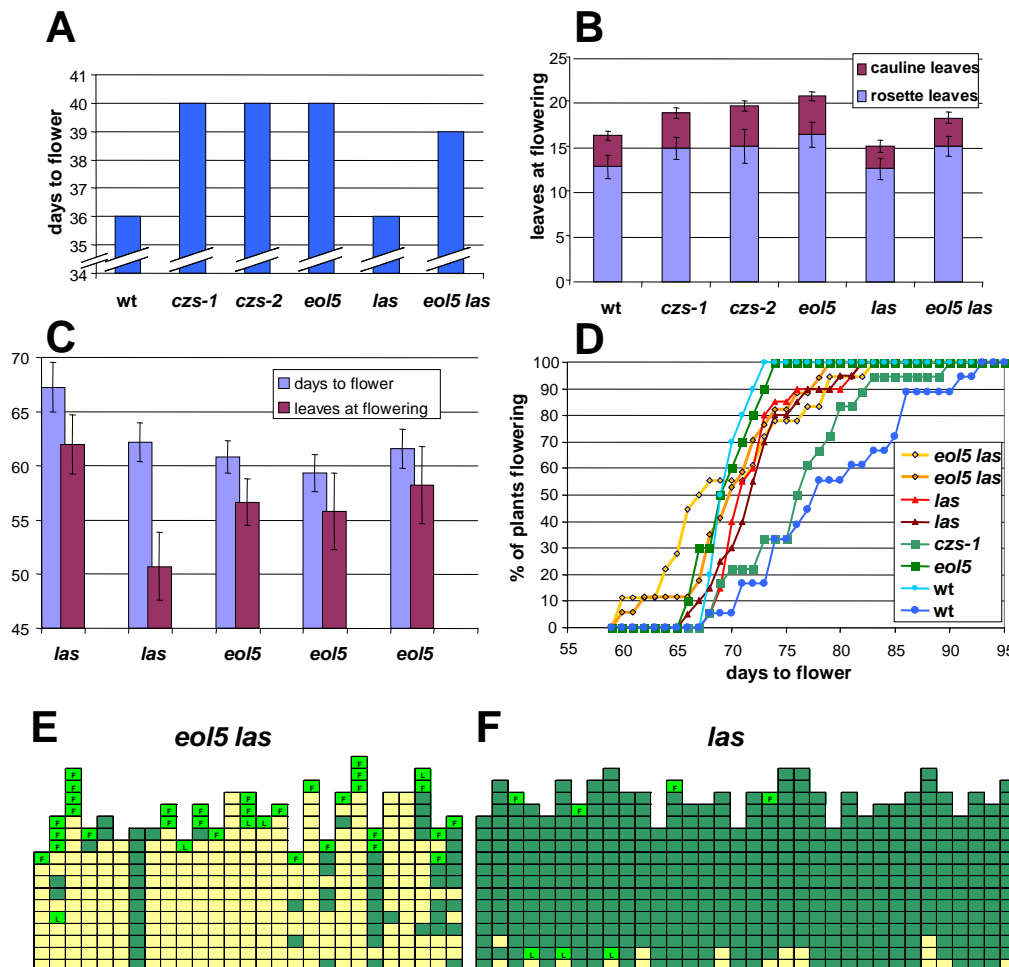 A
days to flower
41
40
39
38
37
36
35
34
wt
czs-1
czs-2
eol5
las
eol5 las
B
leaves at flowering
25
20
15
10
5
0
cauline leaves
rosette leaves
wt
czs-1
czs-2
eol5
las
eol5 las
C
70
65
60
55
50
45
days to flower
leaves at flowering
las
las
eol5
eol5
eol5
D
% of plants flowering
100
90
80
70
60
50
40
30
20
10
0
eol5 las
eol5 las
las
las
czs-1
eol5
wt
wt
55
60
65
70
75
80
85
90
95
days to flower
E
eol5 las
F
las